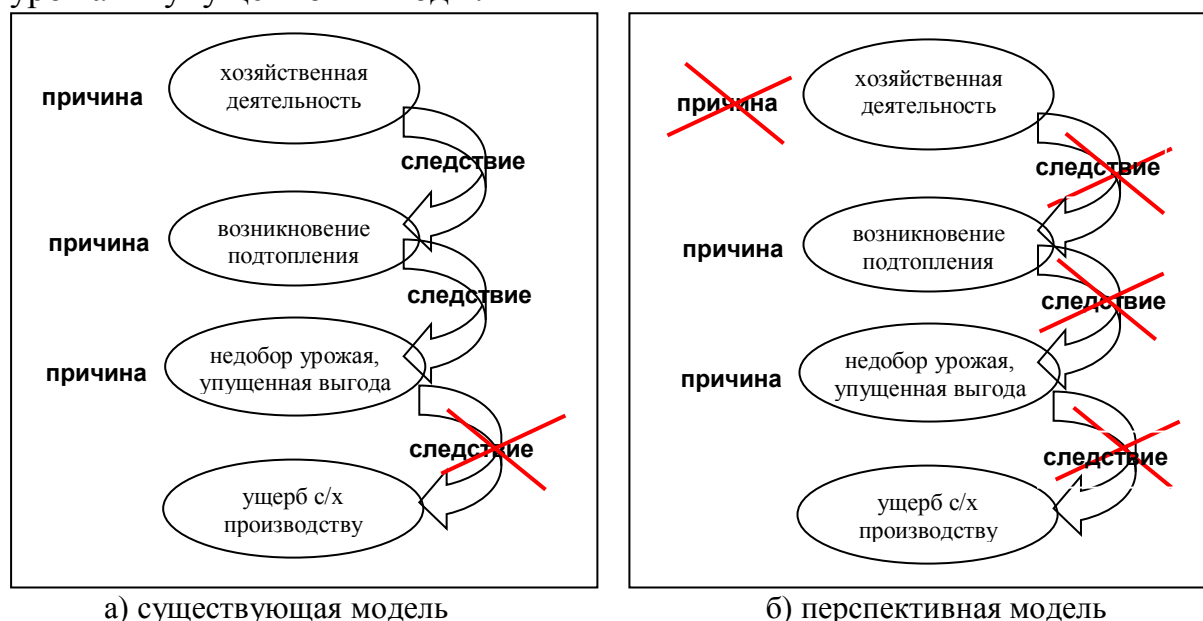 хозяйственная
деятельность
причина
следствие
возникновение
подтопления
причина
следствие
недобор урожая,
упущенная выгода
причина
следствие
ущерб с/х
производству
а) существующая модель
хозяйственная
деятельность
причина
следствие
возникновение
подтопления
причина
следствие
недобор урожая,
упущенная выгода
причина
следствие
ущерб с/х
производству
б) перспективная модель